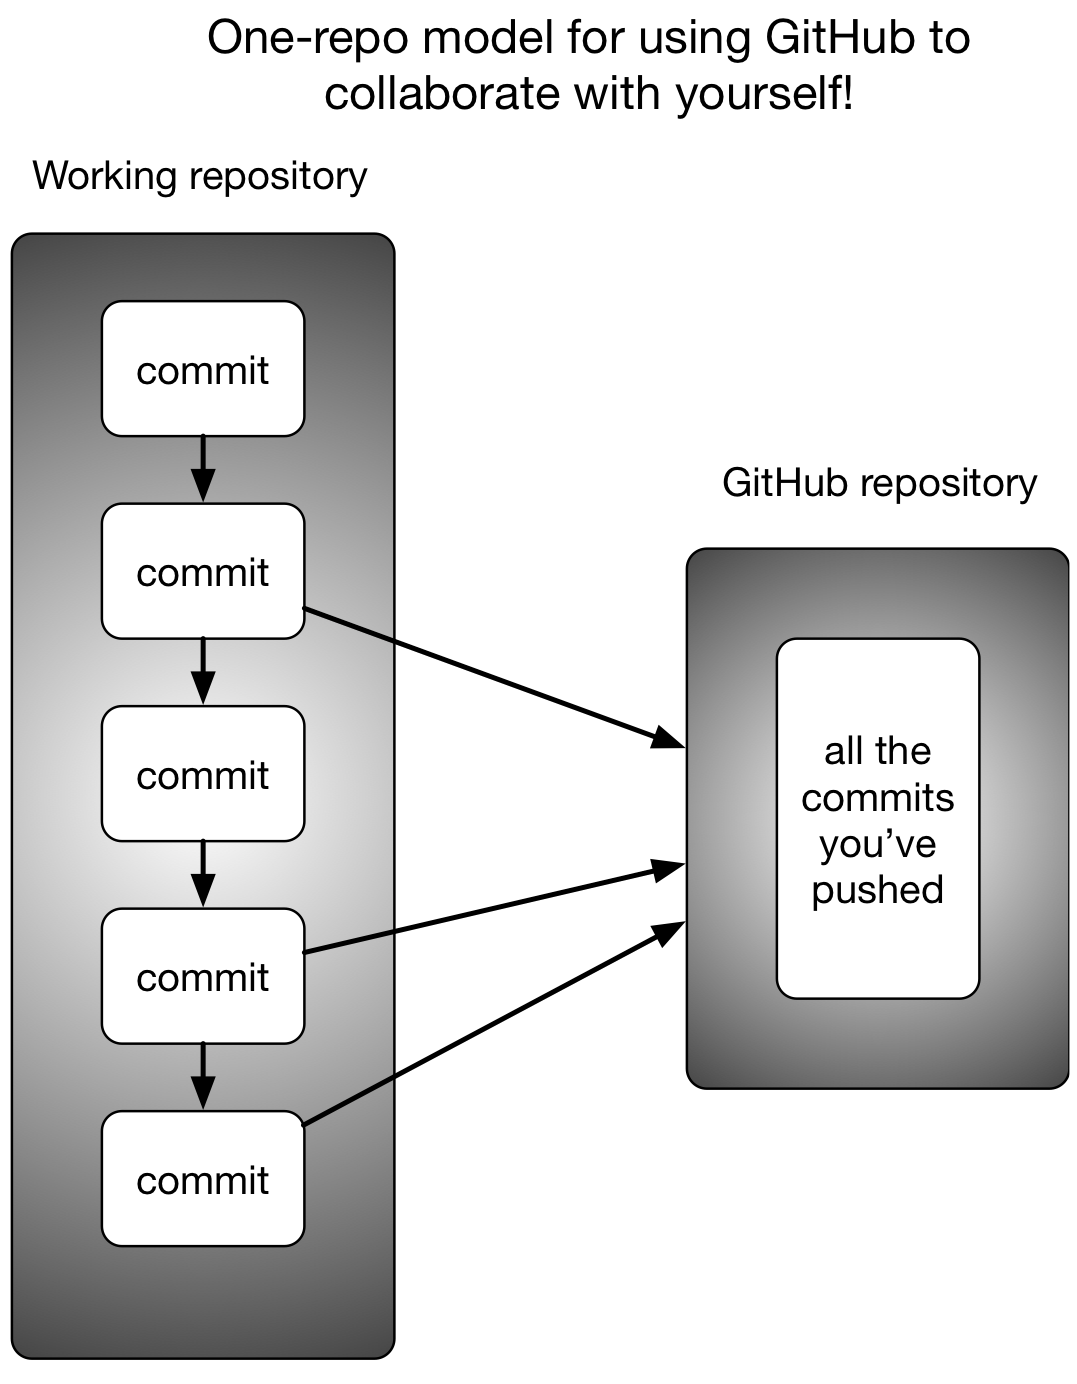 One-repo model for using GitHub to
collaborate with yourself!
Working repository
commit
commit
commit
commit
commit
GitHub repository
all the
commits
you’ve
pushed